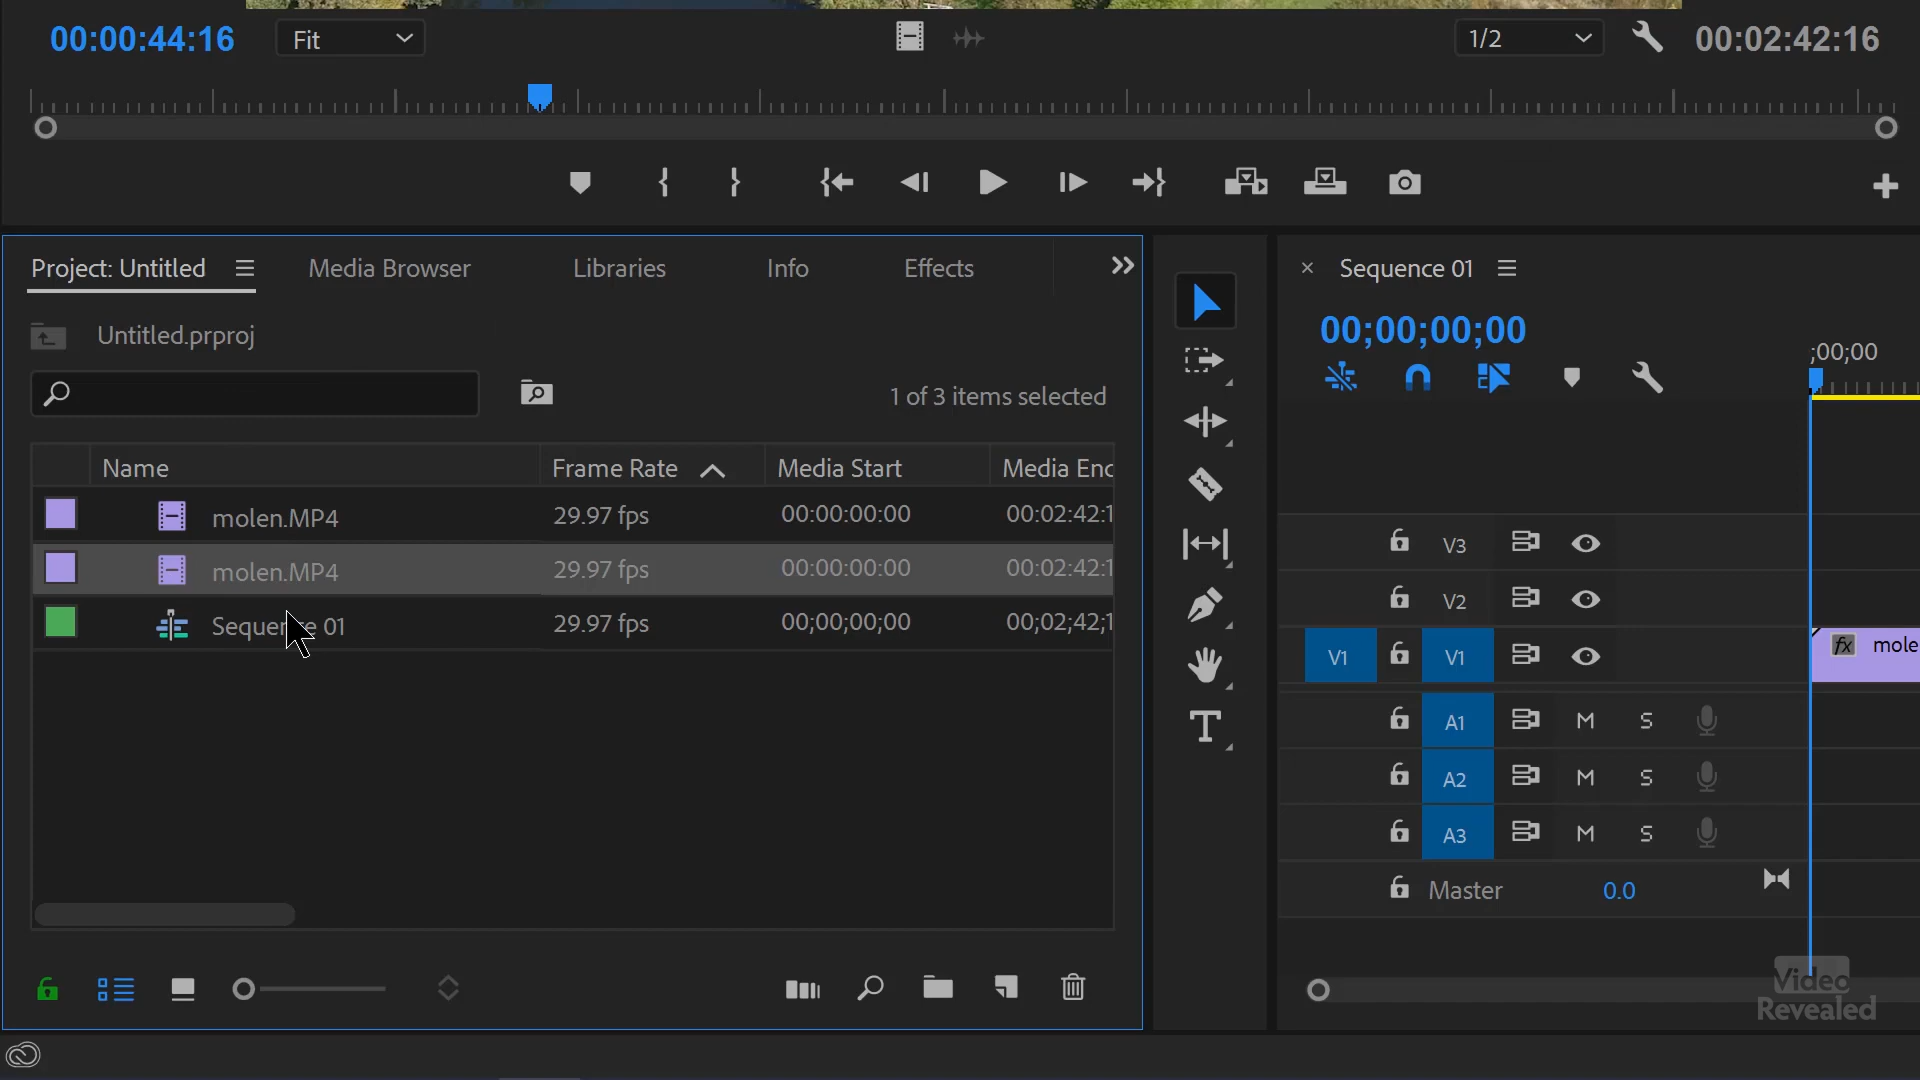 00:00:44:16 Fit 1/2 00:02:42:16
Project: Untitled Media Browser Libraries Info Effects
Untitled.prproj
1 of 3 items selected
Name Frame Rate Media Start Media End
molen.MP4 29.97 fps 00:00:00:00 00:02:42:1
molen.MP4 29.97 fps 00:00:00:00 00:02:42:1
Sequence 01 29.97 fps 00;00;00;00 00;02;42;1
T
Sequence 01
00;00;00;00
;00;00
V3
V2
V1 V1 fx mole
A1 M S
A2 M S
A3 M S
Master 0.0
Video
Revealed